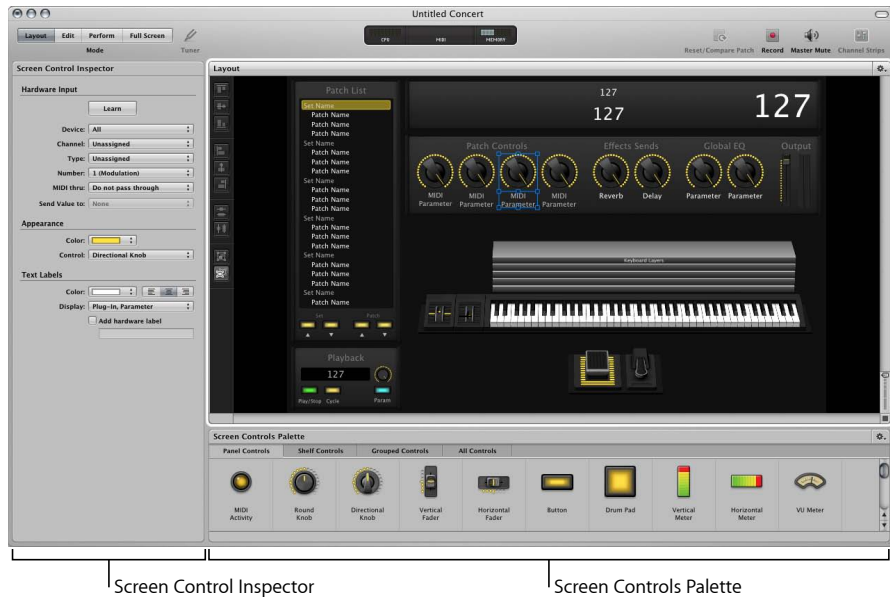 Untitled Concert
Layout Edit Perform Full Screen
Mode
Tuner
CPU MIDI MEMORY
Reset/Compare Patch Record Master Mute Channel Strips
Screen Control Inspector
Hardware Input
Learn
Device: All
Channel: Unassigned
Type: Unassigned
Number: 1 (Modulation)
MIDI thru: Do not pass through
Send Value to: None
Appearance
Color:
Control: Directional Knob
Text Labels
Color:
Display: Plug-In, Parameter
Add hardware label
Layout
Patch List
Set Name
Patch Name
Patch Name
Patch Name
Set Name
Patch Name
Patch Name
Patch Name
Set Name
Patch Name
Patch Name
Patch Name
Set Name
Patch Name
Patch Name
Patch Name
Set Name
Patch Name
Patch Name
Patch Name
Set Name
Patch Name
Set Patch
Playback
127
Play/Stop Cycle Param
127
127
127
Patch Controls Effects Sends Global EQ Output
MIDI Parameter
MIDI Parameter
MIDI Parameter
MIDI Parameter
Reverb
Delay
Parameter
Parameter
Keyboard Layers
Screen Controls Palette
Panel Controls Shelf Controls Grouped Controls All Controls
MIDI Activity
Round Knob
Directional Knob
Vertical Fader
Horizontal Fader
Button
Drum Pad
Vertical Meter
Horizontal Meter
VU Meter
Screen Control Inspector
Screen Controls Palette